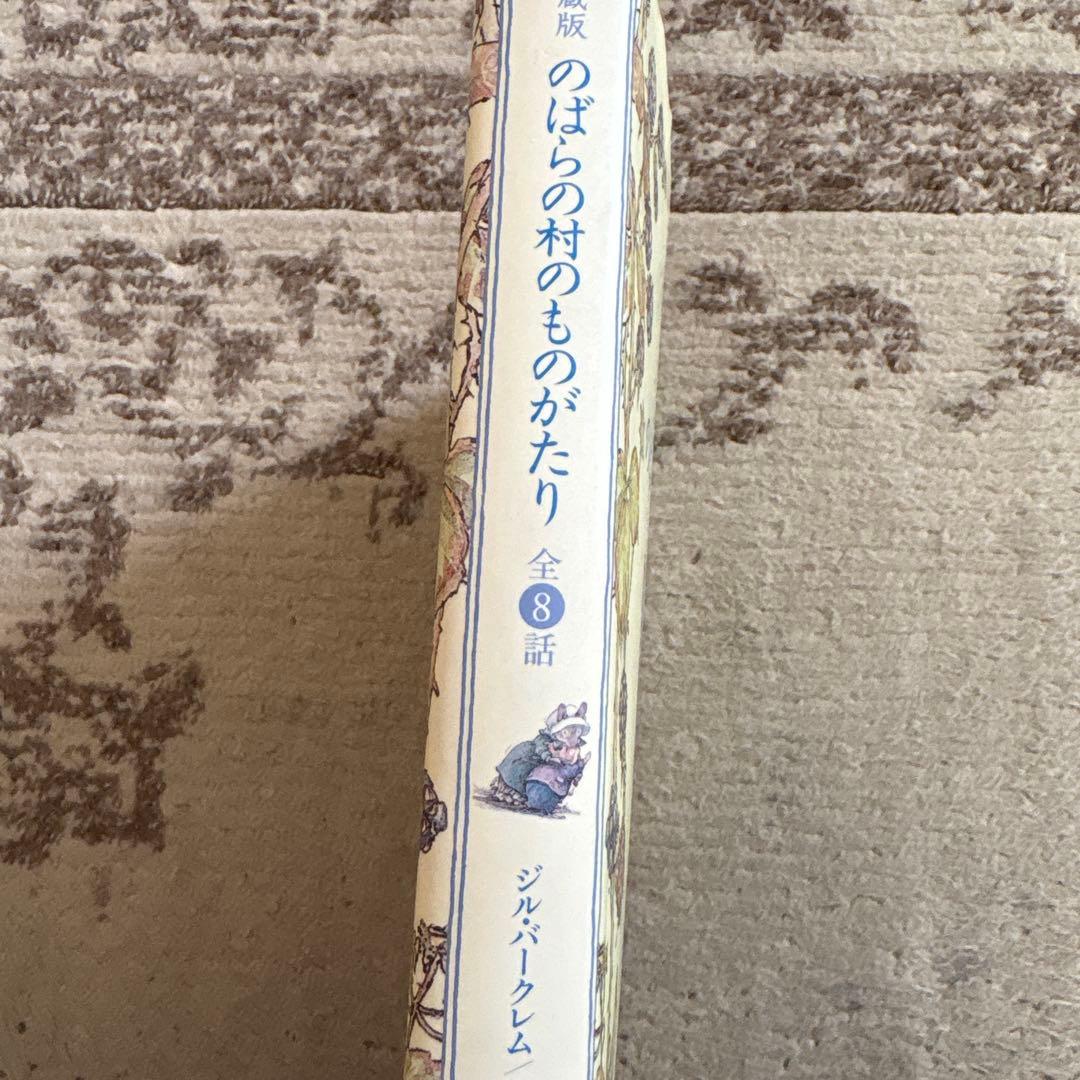 蔵版
のばらの村のものがたり
全8話
ジル・バークレム／